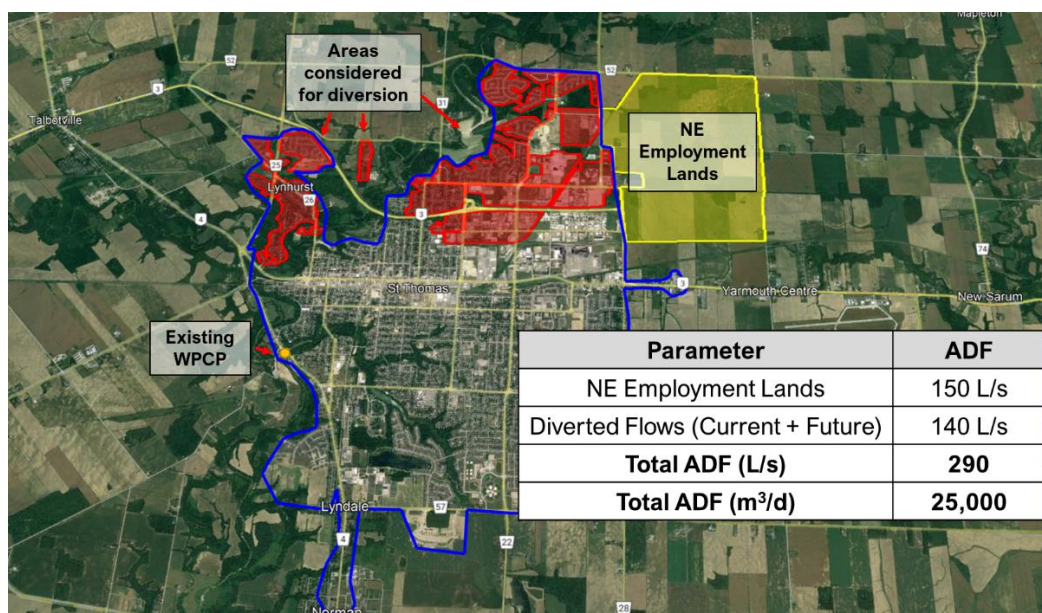 Mapleton
Areas
considered
for diversion
52
52
3
31
Talbotville
NE
Employment
Lands
25
Lynhurst
26
3
4
74
St Thomas
3
Yarmouth Centre
New Sarum
Existing
WPCP
Parameter ADF
NE Employment Lands 150 L/s
Diverted Flows (Current + Future) 140 L/s
Total ADF (L/s) 290
Total ADF (m³/d) 25,000
Lyndale
57
4
22
28
Norman